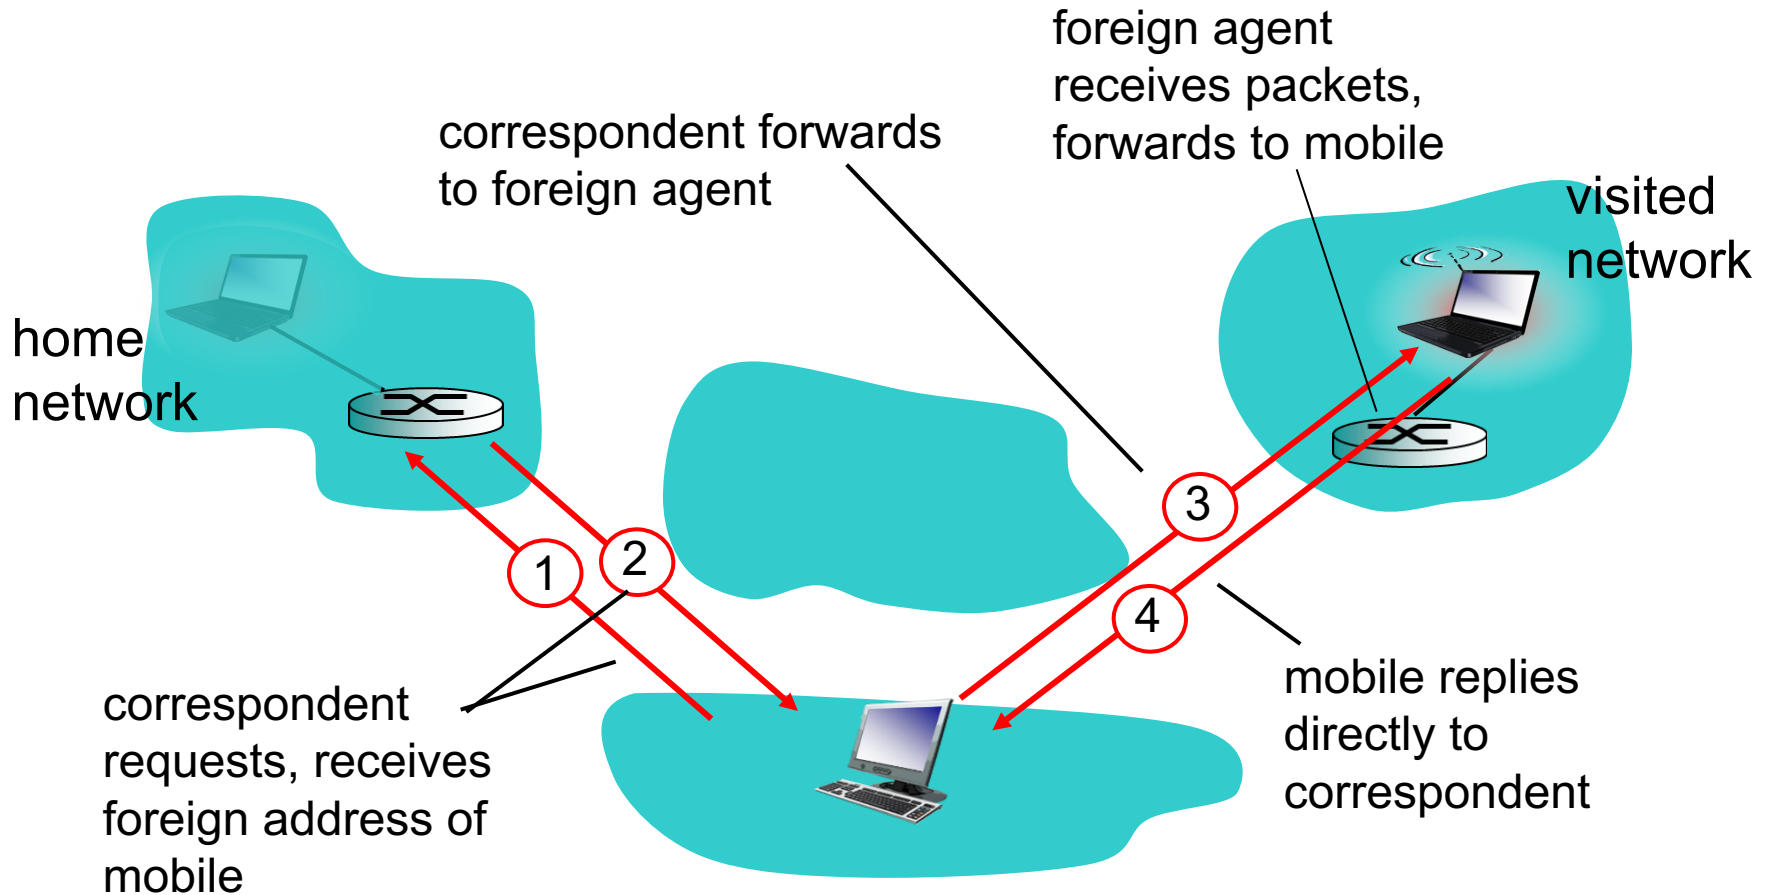 foreign agent
receives packets,
forwards to mobile
correspondent forwards
to foreign agent
visited
network
home
network
3
2
1
4
correspondent
requests, receives
foreign address of
mobile
mobile replies
directly to
correspondent